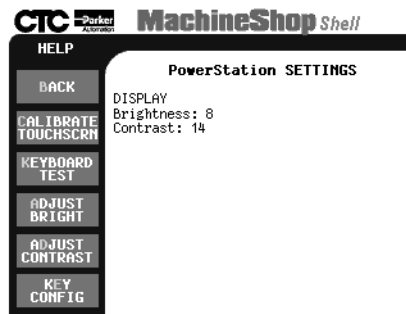 CTC Parker Automation MachineShop Shell
HELP
PowerStation SETTINGS
BACK
DISPLAY
Brightness: 8
Contrast: 14
CALIBRATE
TOUCHSCRN
KEYBOARD
TEST
ADJUST
BRIGHT
ADJUST
CONTRAST
KEY
CONFIG